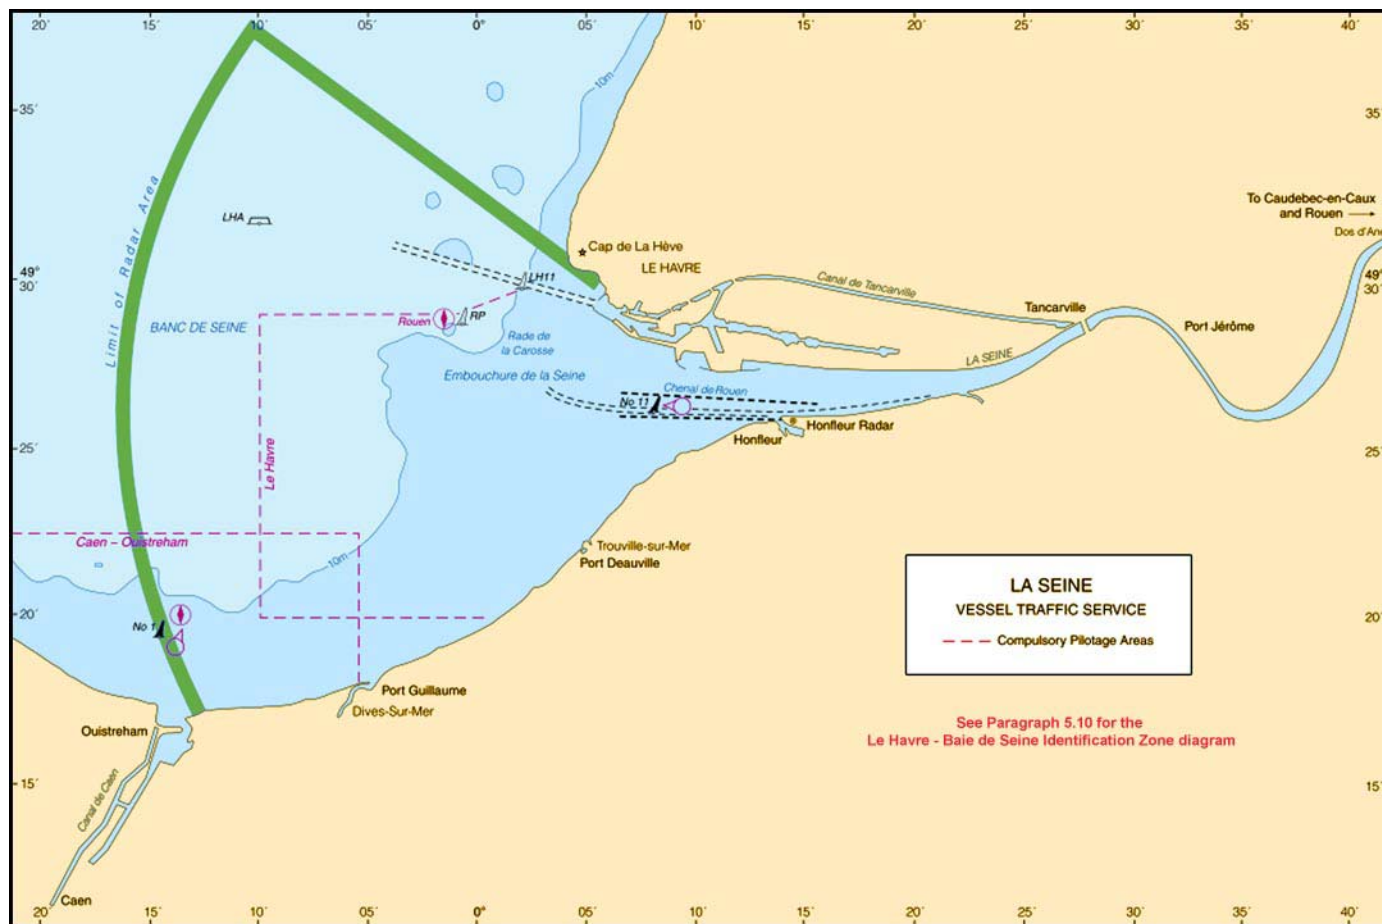 20´ 15´ 10´ 05´ 0° 05´ 10´ 15´ 20´ 25´ 30´ 35´ 40´
35´
35´
10m
Limit of Radar Area
LHA
To Caudebec-en-Caux
and Rouen
Cap de La Hève
LE HAVRE
49°
30´
LH11
Canal de Tancarville
Tancarville
49°
30´
BANC DE SEINE
Rouen
RP
Rade de
la Carosse
Port Jérôme
LA SEINE
Embouchure de la Seine
Chenal de Rouen
No 11
Honfleur
Honfleur Radar
25´
25´
Le Havre
Caen – Ouistreham
10m
Trouville-sur-Mer
Port Deauville
LA SEINE
VESSEL TRAFFIC SERVICE
Compulsory Pilotage Areas
20´
20´
No 1
Port Guillaume
Dives-Sur-Mer
Ouistreham
See Paragraph 5.10 for the
Le Havre - Baie de Seine Identification Zone diagram
15´
15´
Canal de Caen
Caen
20´ 15´ 10´ 05´ 0° 05´ 10´ 15´ 20´ 25´ 30´ 35´ 40´